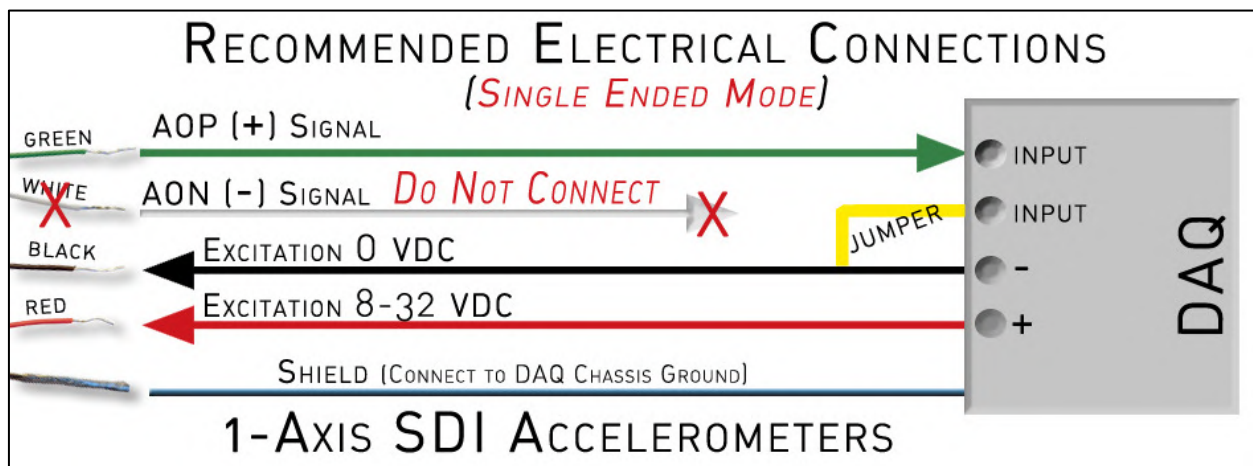 RECOMMENDED ELECTRICAL CONNECTIONS
(SINGLE ENDED MODE)
GREEN
AOP (+) SIGNAL
INPUT
WHITE
AON (-) SIGNAL DO NOT CONNECT
X
X
INPUT
JUMPER
BLACK
EXCITATION 0 VDC
-
RED
EXCITATION 8-32 VDC
+
DAQ
SHIELD (CONNECT TO DAQ CHASSIS GROUND)
1-AXIS SDI ACCELEROMETERS